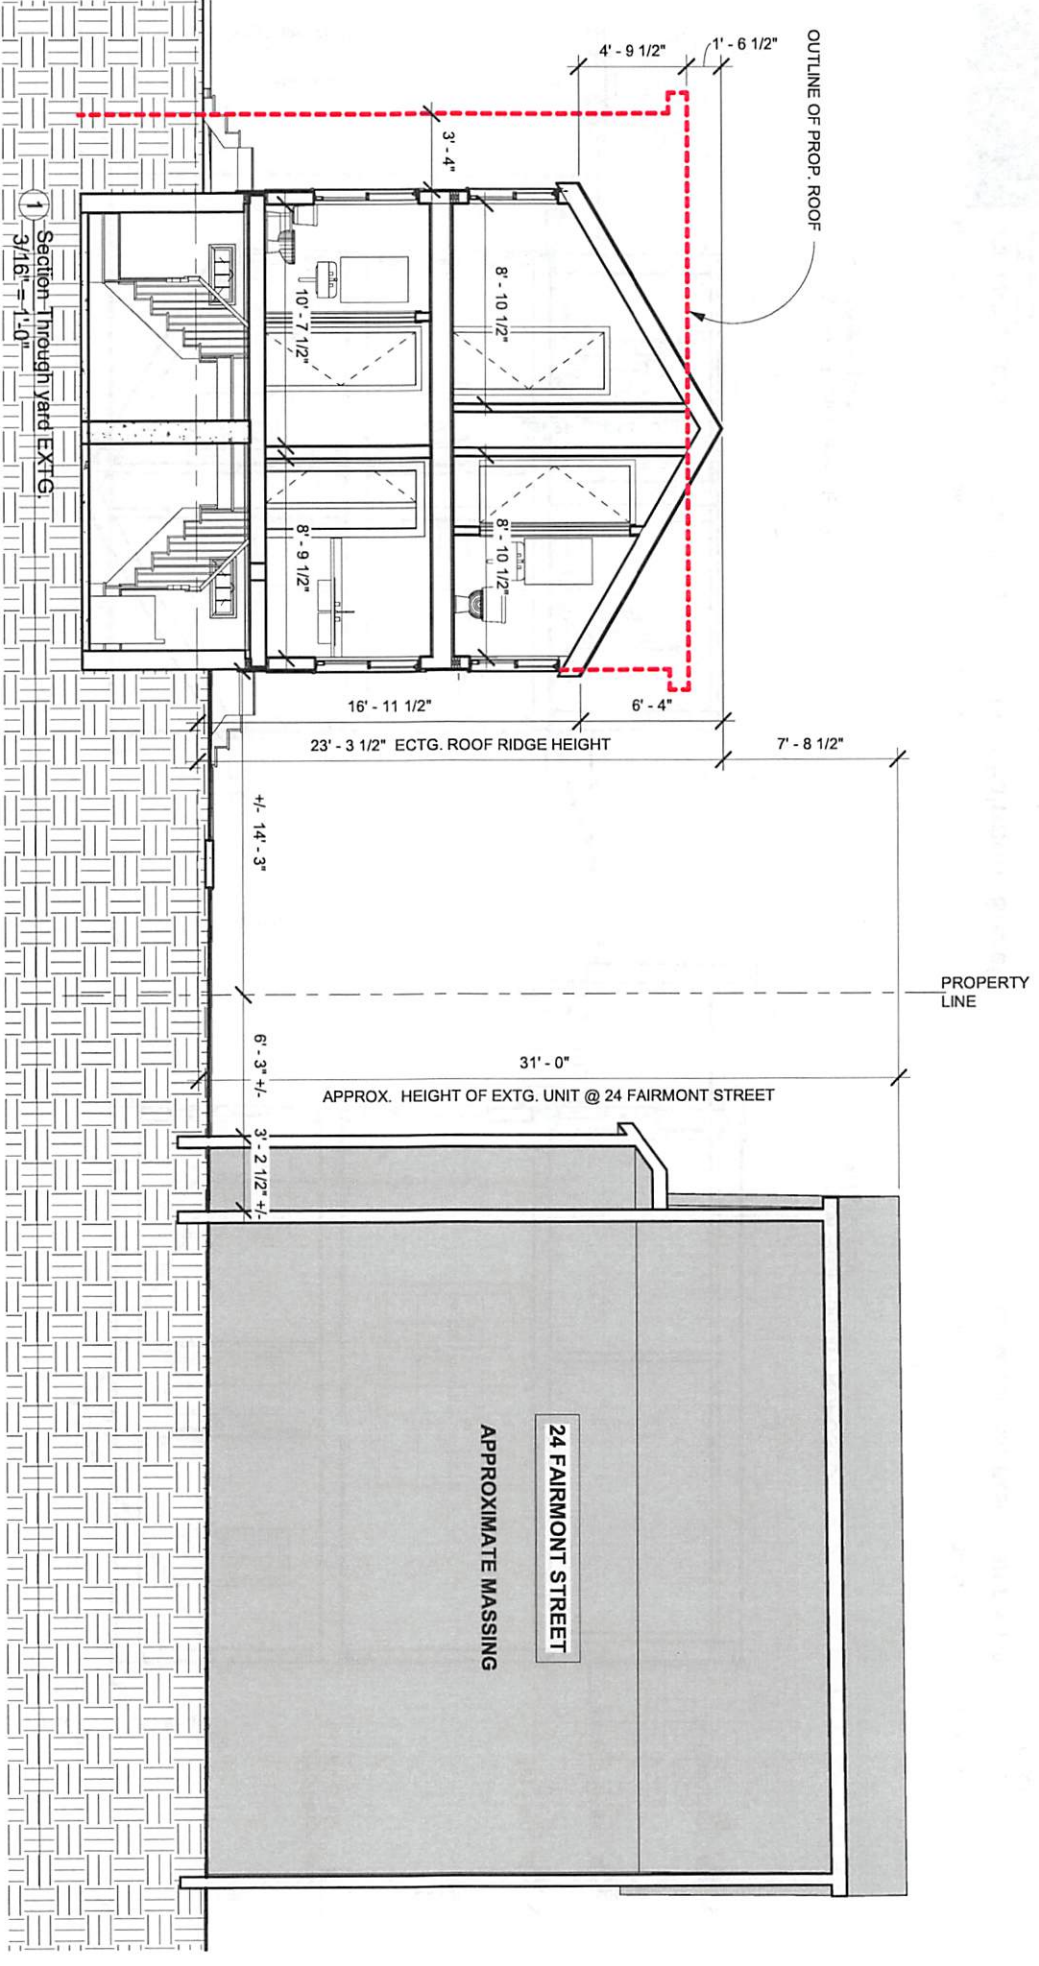 OUTLINE OF PROP. ROOF
4' - 9 1/2"
1' - 6 1/2"
3' - 4"
8' - 10 1/2"
10' - 7 1/2"
8' - 10 1/2"
8' - 9 1/2"
1
Section Through yard EXTG.
3/16" = 1'-0"
16' - 11 1/2"
6' - 4"
23' - 3 1/2" ECTG. ROOF RIDGE HEIGHT
7' - 8 1/2"
+/- 14' - 3"
PROPERTY
LINE
6' - 3" +/-
31' - 0"
APPROX. HEIGHT OF EXTG. UNIT @ 24 FAIRMONT STREET
3' - 2 1/2" +/-
24 FAIRMONT STREET
APPROXIMATE MASSING